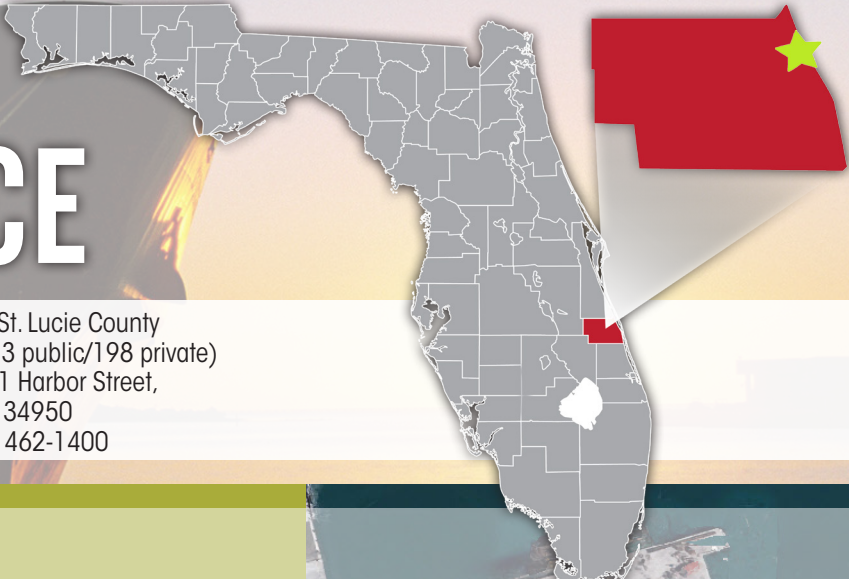 CE
St. Lucie County
3 public/198 private)
1 Harbor Street,
34950
462-1400